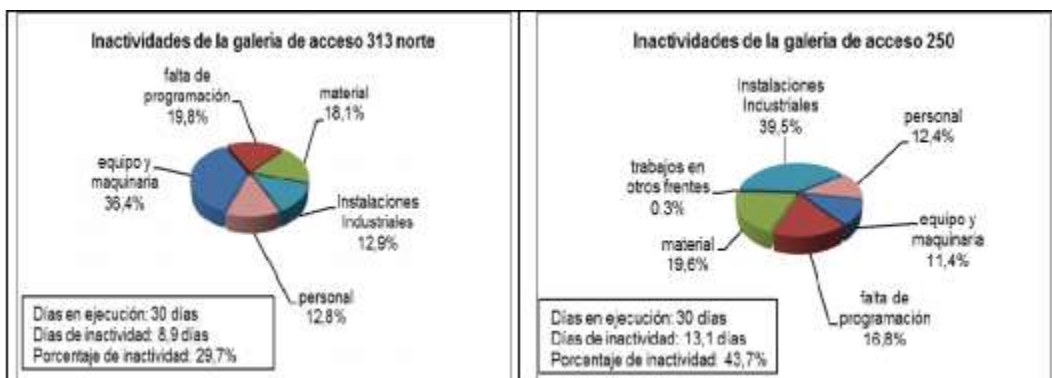 Inactividades de la galeria de acceso 313 norte
falta de
programación
19,8%
material
18,1%
equipo y
maquinaria
36,4%
Instalaciones
Industriales
12,9%
personal
12,8%
Días en ejecución: 30 días
Días de inactividad: 8,9 días
Porcentaje de inactividad: 29,7%
Inactividades de la galeria de acceso 250
Instalaciones
Industriales
39,5%
personal
12,4%
trabajos en
otros frentes
0.3%
equipo y
maquinaria
11,4%
material
19,6%
falta de
programación
16,8%
Días en ejecución: 30 días
Días de inactividad: 13,1 días
Porcentaje de inactividad: 43,7%